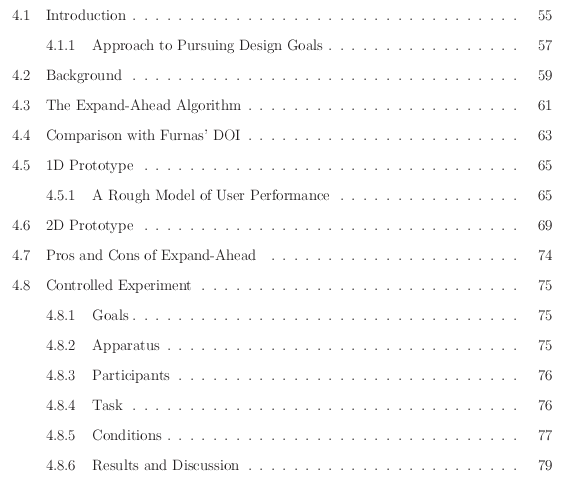 4.1 Introduction . . . . . . . . . . . . . . . . . . . . . . . . . . . . . . . . . . 55
4.1.1 Approach to Pursuing Design Goals . . . . . . . . . . . . . . . . . 57
4.2 Background . . . . . . . . . . . . . . . . . . . . . . . . . . . . . . . . . . 59
4.3 The Expand-Ahead Algorithm . . . . . . . . . . . . . . . . . . . . . . . . 61
4.4 Comparison with Furnas' DOI . . . . . . . . . . . . . . . . . . . . . . . . 63
4.5 1D Prototype . . . . . . . . . . . . . . . . . . . . . . . . . . . . . . . . . 65
4.5.1 A Rough Model of User Performance . . . . . . . . . . . . . . . . 65
4.6 2D Prototype . . . . . . . . . . . . . . . . . . . . . . . . . . . . . . . . . 69
4.7 Pros and Cons of Expand-Ahead . . . . . . . . . . . . . . . . . . . . . . 74
4.8 Controlled Experiment . . . . . . . . . . . . . . . . . . . . . . . . . . . . 75
4.8.1 Goals . . . . . . . . . . . . . . . . . . . . . . . . . . . . . . . . . . 75
4.8.2 Apparatus . . . . . . . . . . . . . . . . . . . . . . . . . . . . . . . 75
4.8.3 Participants . . . . . . . . . . . . . . . . . . . . . . . . . . . . . . 76
4.8.4 Task . . . . . . . . . . . . . . . . . . . . . . . . . . . . . . . . . . 76
4.8.5 Conditions . . . . . . . . . . . . . . . . . . . . . . . . . . . . . . . 77
4.8.6 Results and Discussion . . . . . . . . . . . . . . . . . . . . . . . . 79